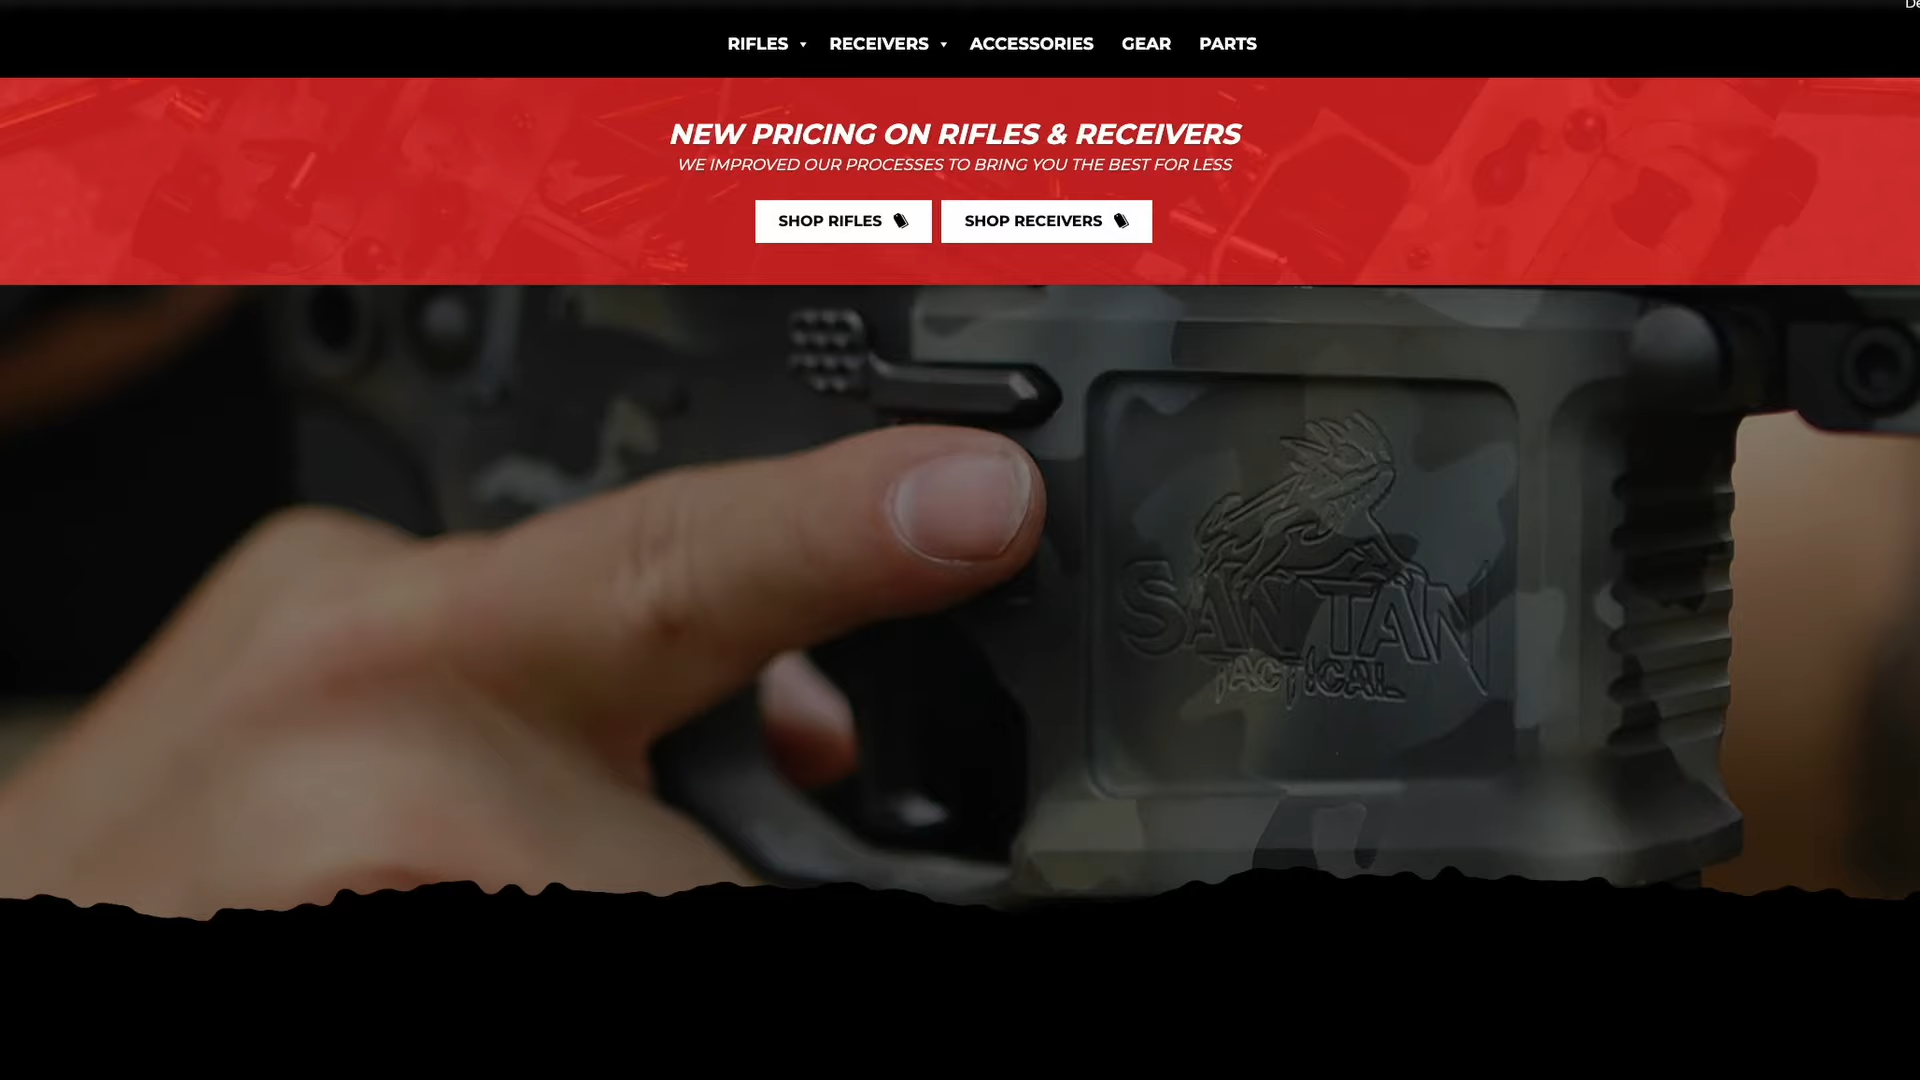 RIFLES
RECEIVERS
ACCESSORIES
GEAR
PARTS
NEW PRICING ON RIFLES & RECEIVERS
WE IMPROVED OUR PROCESSES TO BRING YOU THE BEST FOR LESS
SHOP RIFLES
SHOP RECEIVERS
SAN TAN
TACTICAL